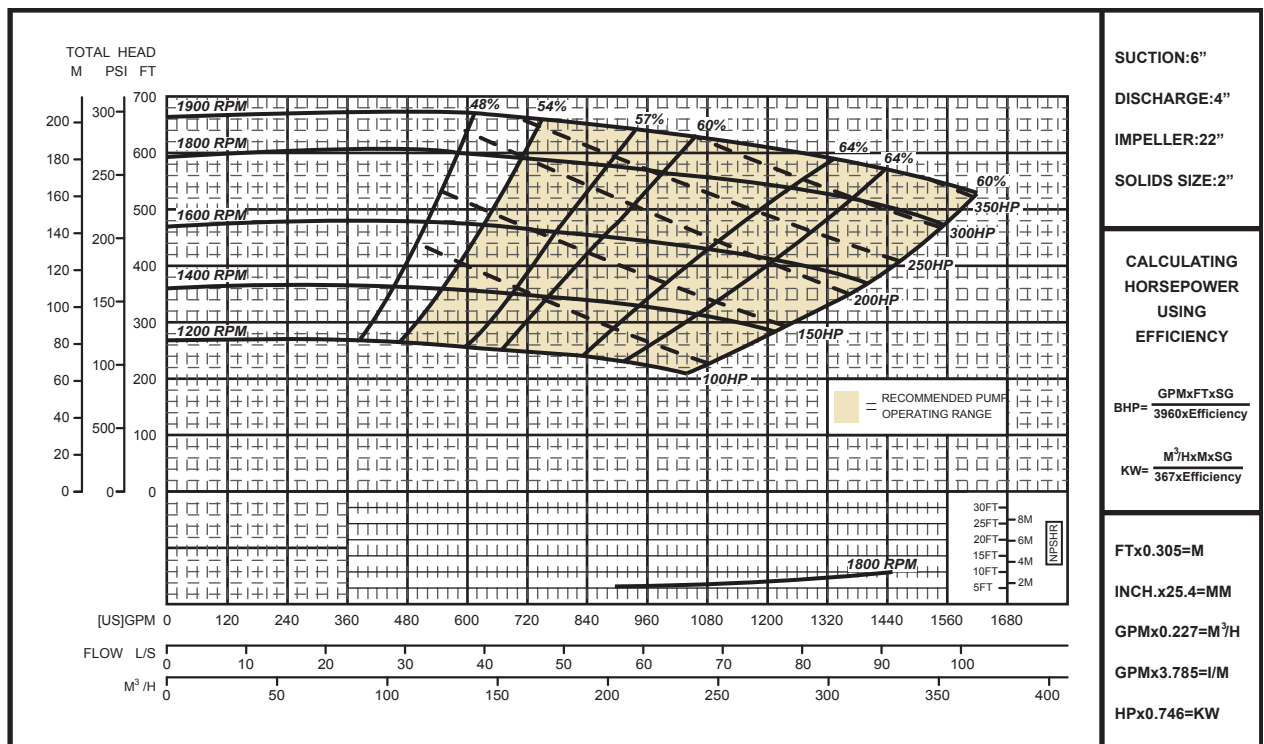 TOTAL HEAD
M PSI FT
700
600
500
400
300
200
100
0
300
250
200
150
100
500
0
200
180
160
140
120
100
80
60
40
20
0
1900 RPM
1800 RPM
1600 RPM
1400 RPM
1200 RPM
48%
54%
57%
60%
64%
64%
60%
350HP
300HP
250HP
200HP
150HP
100HP
RECOMMENDED PUMP
OPERATING RANGE
30FT
25FT
20FT
15FT
10FT
5FT
8M
6M
4M
2M
NPSHR
1800 RPM
[US]GPM 0 120 240 360 480 600 720 840 960 1080 1200 1320 1440 1560 1680
FLOW L/S 0 10 20 30 40 50 60 70 80 90 100
M³/H 0 50 100 150 200 250 300 350 400
SUCTION:6”
DISCHARGE:4”
IMPELLER:22”
SOLIDS SIZE:2”
CALCULATING
HORSEPOWER
USING
EFFICIENCY
BHP= GPMxFTxSG
3960xEfficiency
KW= M³/HxMxSG
367xEfficiency
FTx0.305=M
INCH.x25.4=MM
GPMx0.227=M³/H
GPMx3.785=l/M
HPx0.746=KW